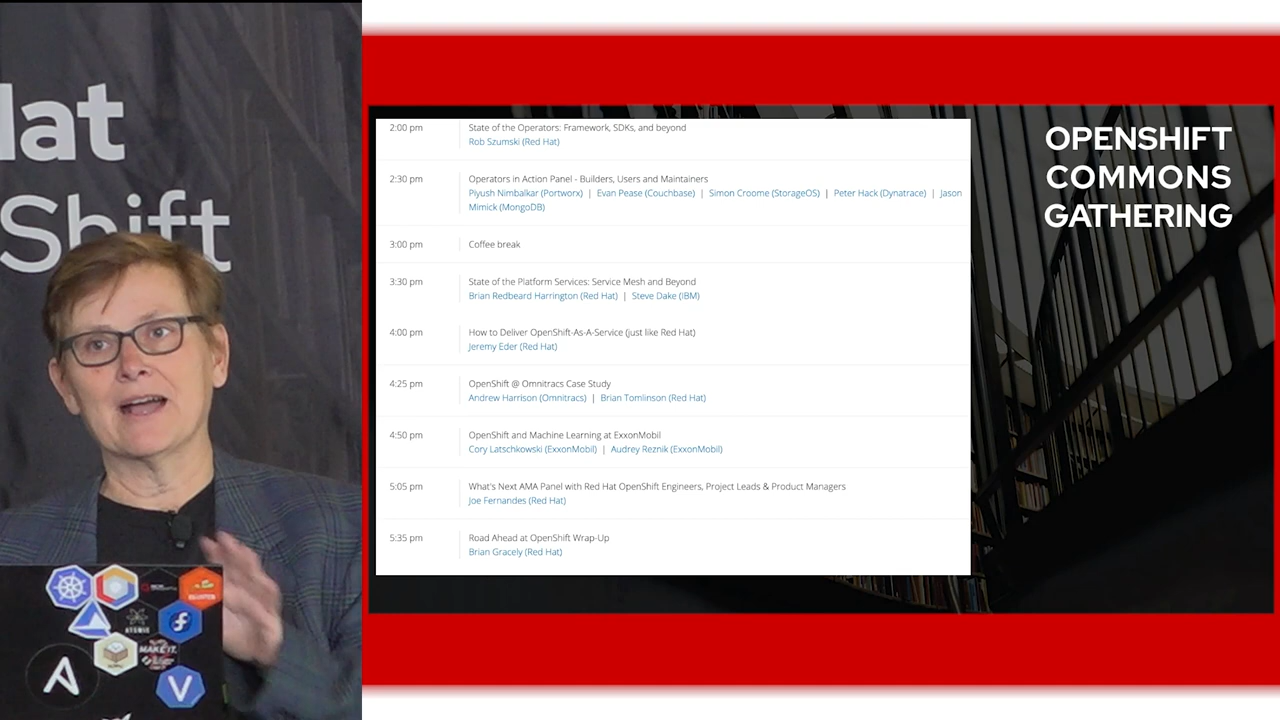 Hat
Shift
OPENSHIFT
COMMONS
GATHERING
2:00 pm
State of the Operators: Framework, SDKs, and beyond
Rob Szumski (Red Hat)
2:30 pm
Operators in Action Panel - Builders, Users and Maintainers
Piyush Nimbalkar (Portworx) | Evan Pease (Couchbase) | Simon Croome (StorageOS) | Peter Hack (Dynatrace) | Jason
Mimick (MongoDB)
3:00 pm
Coffee break
3:30 pm
State of the Platform Services: Service Mesh and Beyond
Brian Redbeard Harrington (Red Hat) | Steve Dake (IBM)
4:00 pm
How to Deliver OpenShift-As-A-Service (just like Red Hat)
Jeremy Eder (Red Hat)
4:25 pm
OpenShift @ Omnitracs Case Study
Andrew Harrison (Omnitracs) | Brian Tomlinson (Red Hat)
4:50 pm
OpenShift and Machine Learning at ExxonMobil
Cory Latschkowski (ExxonMobil) | Audrey Reznik (ExxonMobil)
5:05 pm
What's Next AMA Panel with Red Hat OpenShift Engineers, Project Leads & Product Managers
Joe Fernandes (Red Hat)
5:35 pm
Road Ahead at OpenShift Wrap-Up
Brian Gracely (Red Hat)
GLUSTER
ATOMIC
MAKE IT.
V